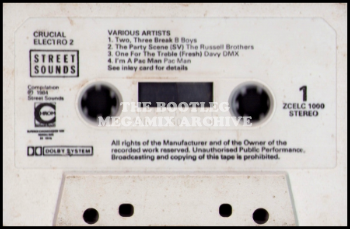 CRUCIAL
ELECTRO 2
STREET
SOUNDS
Compilation
℗ 1984
Street Sounds
VARIOUS ARTISTS
1. Two, Three Break B Boys
2. The Party Scene (SV) The Russell Brothers
3. One For The Treble (Fresh) Davy DMX
4. I'm A Pac Man Pac Man
See inlay card for details
1
ZCELC 1000
STEREO
THE BOOTLEG
MEGAMIX ARCHIVE
DOLBY SYSTEM
All rights of the Manufacturer and of the Owner of the
recorded work reserved. Unauthorised Public Performance,
Broadcasting and copying of this tape is prohibited.